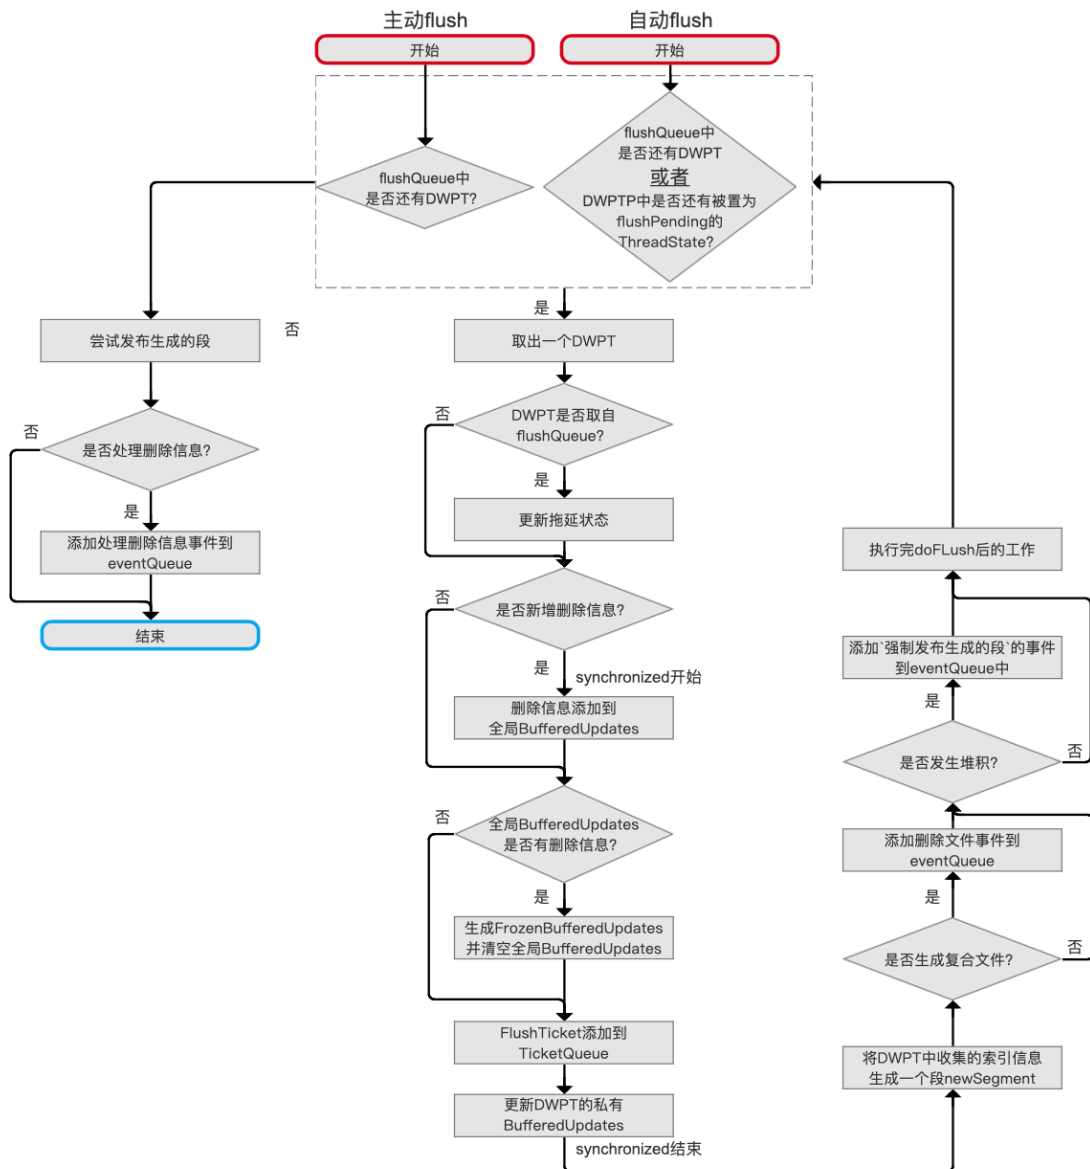 主动flush
自动flush
开始
开始
flushQueue中
是否还有DWPT?
flushQueue中
是否还有DWPT
或者
DWPTP中是否还有被置为
flushPending的
ThreadState?
是
否
尝试发布生成的段
取出一个DWPT
否
是否处理删除信息?
是
添加处理删除信息事件到
eventQueue
结束
否
DWPT是否取自
flushQueue?
是
更新拖延状态
否
是否新增删除信息?
是
synchronized开始
删除信息添加到
全局BufferedUpdates
否
全局BufferedUpdates
是否有删除信息?
是
生成FrozenBufferedUpdates
并清空全局BufferedUpdates
FlushTicket添加到
TicketQueue
更新DWPT的私有
BufferedUpdates
synchronized结束
执行完doFLush后的工作
添加`强制发布生成的段`的事件
到eventQueue中
是
是否发生堆积?
否
添加删除文件事件到
eventQueue
是
是否生成复合文件?
否
将DWPT中收集的索引信息
生成一个段newSegment